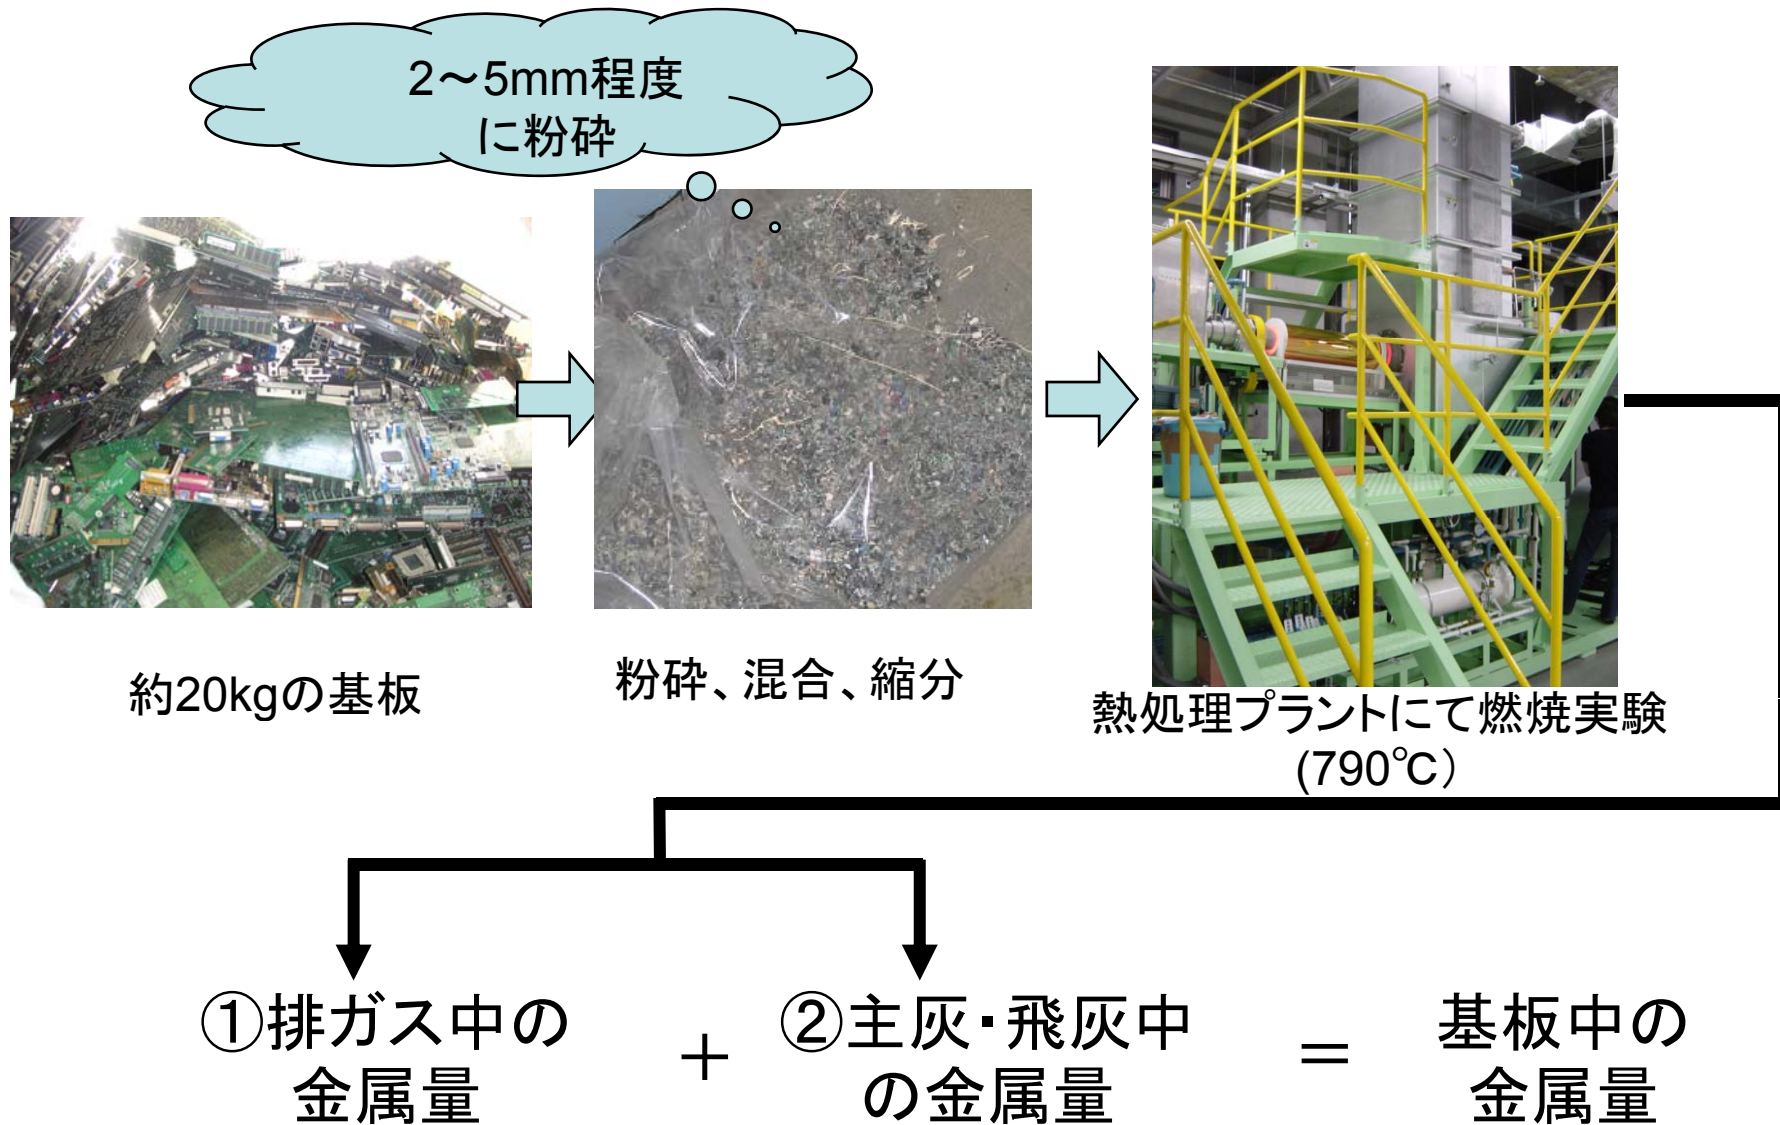 2～5mm程度
に粉砕
約20kgの基板
粉砕、混合、縮分
熱処理プラントにて燃焼実験
(790℃）
①排ガス中の
金属量
＋
②主灰・飛灰中
の金属量
＝
基板中の
金属量